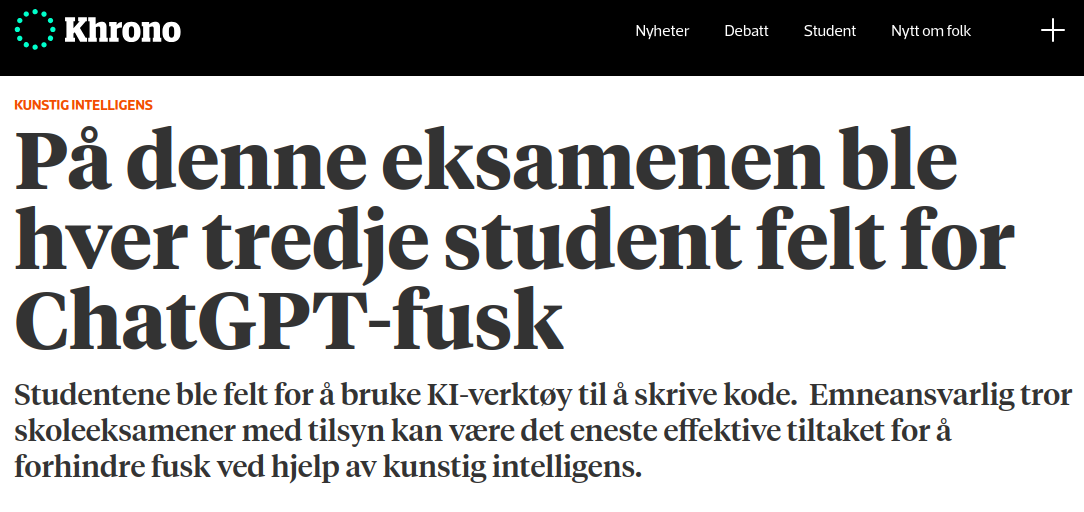 Khrono
Nyheter Debatt Student Nytt om folk
KUNSTIG INTELLIGENS
På denne eksamenen ble
hver tredje student felt for
ChatGPT-fusk
Studentene ble felt for å bruke KI-verktøy til å skrive kode. Emneansvarlig tror
skoleeksamener med tilsyn kan være det eneste effektive tiltaket for å
forhindre fusk ved hjelp av kunstig intelligens.